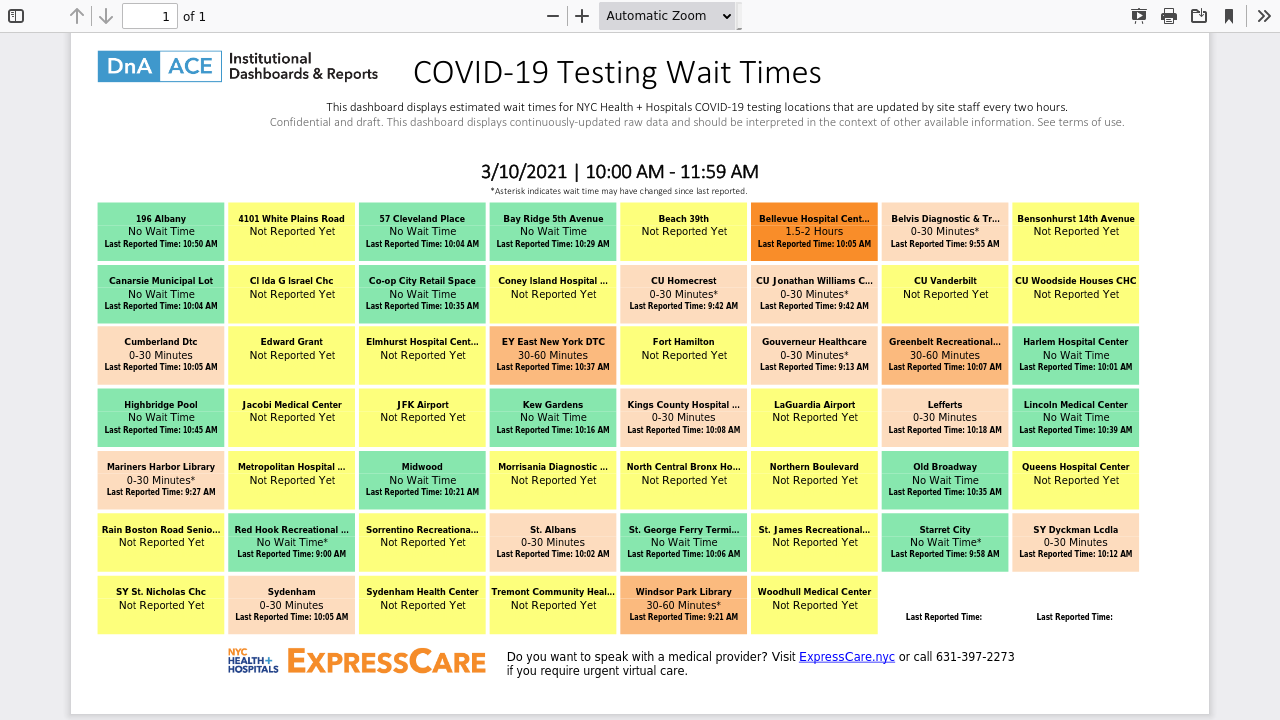 1 of 1 Automatic Zoom
DnA ACE Institutional
Dashboards & Reports
COVID-19 Testing Wait Times
This dashboard displays estimated wait times for NYC Health + Hospitals COVID-19 testing locations that are updated by site staff every two hours.
Confidential and draft. This dashboard displays continuously-updated raw data and should be interpreted in the context of other available information. See terms of use.
3/10/2021 | 10:00 AM - 11:59 AM
*Asterisk indicates wait time may have changed since last reported.
196 Albany
No Wait Time
Last Reported Time: 10:50 AM
4101 White Plains Road
Not Reported Yet
57 Cleveland Place
No Wait Time
Last Reported Time: 10:04 AM
Bay Ridge 5th Avenue
No Wait Time
Last Reported Time: 10:29 AM
Beach 39th
Not Reported Yet
Bellevue Hospital Cent...
1.5-2 Hours
Last Reported Time: 10:05 AM
Belvis Diagnostic & Tr...
0-30 Minutes*
Last Reported Time: 9:55 AM
Bensonhurst 14th Avenue
Not Reported Yet
Canarsie Municipal Lot
No Wait Time
Last Reported Time: 10:04 AM
CI Ida G Israel Chc
Not Reported Yet
Co-op City Retail Space
No Wait Time
Last Reported Time: 10:35 AM
Coney Island Hospital ...
Not Reported Yet
CU Homecrest
0-30 Minutes*
Last Reported Time: 9:42 AM
CU Jonathan Williams C...
0-30 Minutes*
Last Reported Time: 9:42 AM
CU Vanderbilt
Not Reported Yet
CU Woodside Houses CHC
Not Reported Yet
Cumberland Dtc
0-30 Minutes
Last Reported Time: 10:05 AM
Edward Grant
Not Reported Yet
Elmhurst Hospital Cent...
Not Reported Yet
EY East New York DTC
30-60 Minutes
Last Reported Time: 10:37 AM
Fort Hamilton
Not Reported Yet
Gouverneur Healthcare
0-30 Minutes*
Last Reported Time: 9:13 AM
Greenbelt Recreational...
30-60 Minutes
Last Reported Time: 10:07 AM
Harlem Hospital Center
No Wait Time
Last Reported Time: 10:01 AM
Highbridge Pool
No Wait Time
Last Reported Time: 10:45 AM
Jacobi Medical Center
Not Reported Yet
JFK Airport
Not Reported Yet
Kew Gardens
No Wait Time
Last Reported Time: 10:16 AM
Kings County Hospital ...
0-30 Minutes
Last Reported Time: 10:08 AM
LaGuardia Airport
Not Reported Yet
Lefferts
0-30 Minutes
Last Reported Time: 10:18 AM
Lincoln Medical Center
No Wait Time
Last Reported Time: 10:39 AM
Mariners Harbor Library
0-30 Minutes*
Last Reported Time: 9:27 AM
Metropolitan Hospital ...
Not Reported Yet
Midwood
No Wait Time
Last Reported Time: 10:21 AM
Morrisania Diagnostic ...
Not Reported Yet
North Central Bronx Ho...
Not Reported Yet
Northern Boulevard
Not Reported Yet
Old Broadway
No Wait Time
Last Reported Time: 10:35 AM
Queens Hospital Center
Not Reported Yet
Rain Boston Road Senio...
Not Reported Yet
Red Hook Recreational ...
No Wait Time*
Last Reported Time: 9:00 AM
Sorrentino Recreationa...
Not Reported Yet
St. Albans
0-30 Minutes
Last Reported Time: 10:02 AM
St. George Ferry Termi...
No Wait Time
Last Reported Time: 10:06 AM
St. James Recreational...
Not Reported Yet
Starret City
No Wait Time*
Last Reported Time: 9:58 AM
SY Dyckman Lcdla
0-30 Minutes
Last Reported Time: 10:12 AM
SY St. Nicholas Chc
Not Reported Yet
Sydenham
0-30 Minutes
Last Reported Time: 10:05 AM
Sydenham Health Center
Not Reported Yet
Tremont Community Heal...
Not Reported Yet
Windsor Park Library
30-60 Minutes*
Last Reported Time: 9:21 AM
Woodhull Medical Center
Not Reported Yet
Last Reported Time:
Last Reported Time:
NYC
HEALTH+
HOSPITALS
EXPRESSCARE
Do you want to speak with a medical provider? Visit ExpressCare.nyc or call 631-397-2273
if you require urgent virtual care.